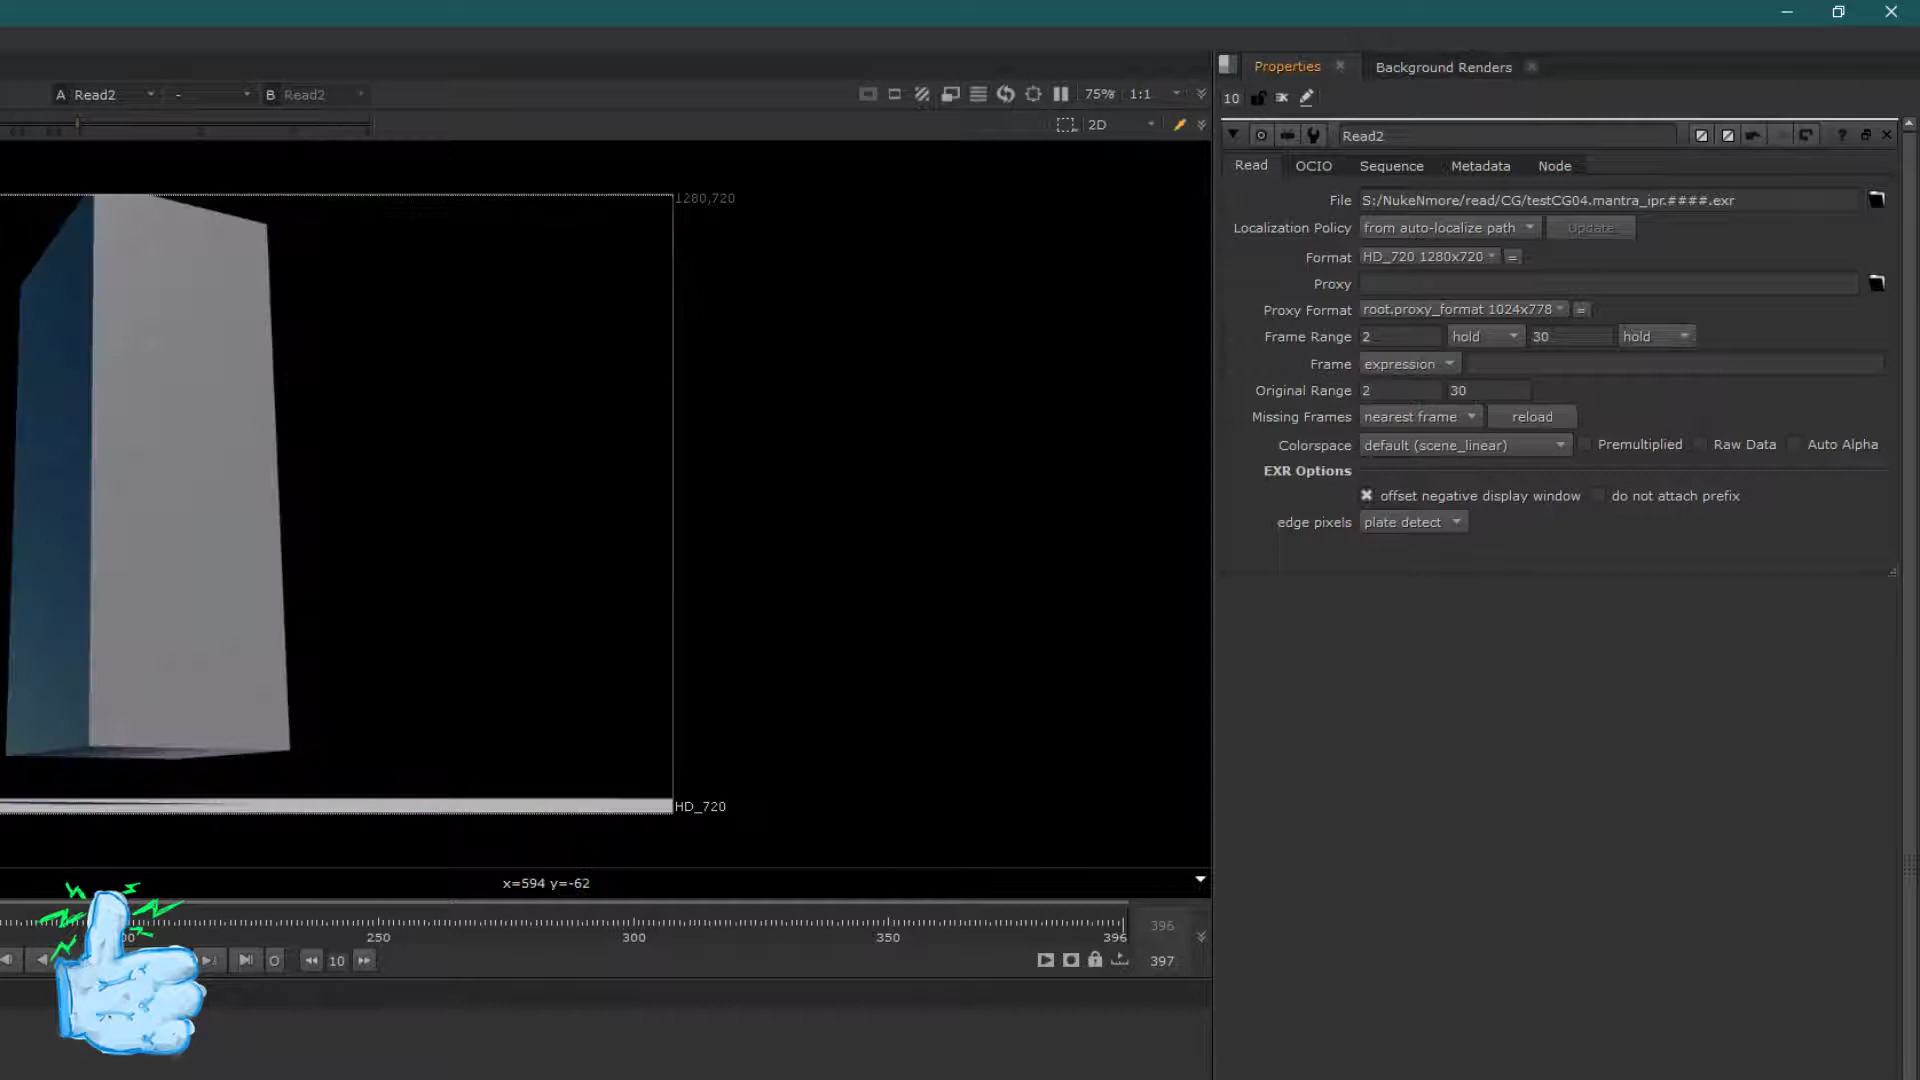 Properties
Background Renders
A Read2
-
B Read2
75%
1:1
10
2D
Read2
Read
OCIO
Sequence
Metadata
Node
File S:/NukeNmore/read/CG/testCG04.mantra_ipr.####.exr
Localization Policy from auto-localize path Update
Format HD_720 1280x720 =
Proxy
Proxy Format root.proxy_format 1024x778 =
Frame Range 2 hold 30 hold
Frame expression
Original Range 2 30
Missing Frames nearest frame reload
Colorspace default (scene_linear) Premultiplied Raw Data Auto Alpha
EXR Options
offset negative display window do not attach prefix
edge pixels plate detect
1280,720
HD_720
x=594 y=-62
250 300 350 396
396
10
397